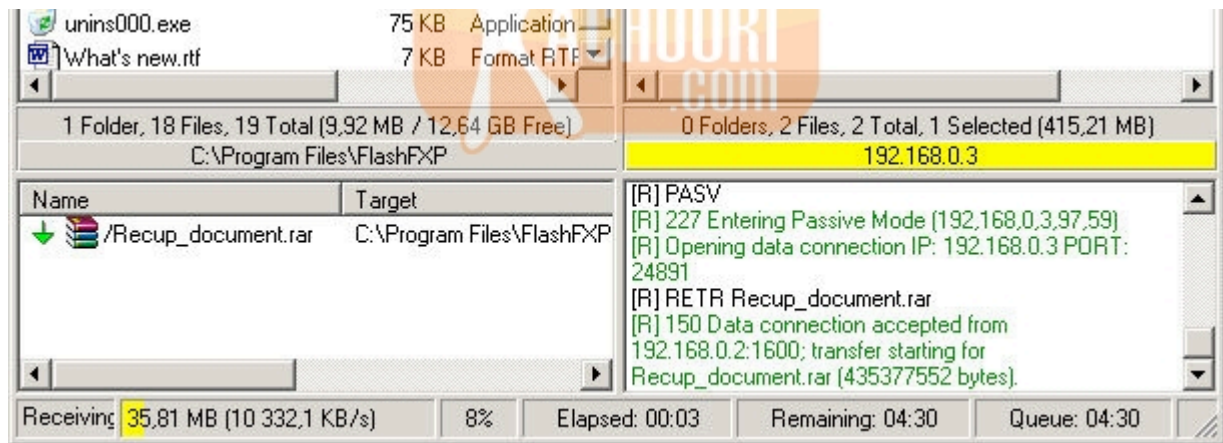 unins000.exe 75 KB Application
What's new.rtf 7 KB Format RTF
1 Folder, 18 Files, 19 Total (9,92 MB / 12,64 GB Free)
C:\Program Files\FlashFXP
0 Folders, 2 Files, 2 Total, 1 Selected (415,21 MB)
192.168.0.3
Name Target
/Recup_document.rar C:\Program Files\FlashFXP
[R] PASV
[R] 227 Entering Passive Mode (192,168,0,3,97,59)
[R] Opening data connection IP: 192.168.0.3 PORT:
24891
[R] RETR Recup_document.rar
[R] 150 Data connection accepted from
192.168.0.2:1600; transfer starting for
Recup_document.rar (435377552 bytes).
Receiving 35,81 MB (10 332,1 KB/s) 8% Elapsed: 00:03 Remaining: 04:30 Queue: 04:30
.COM